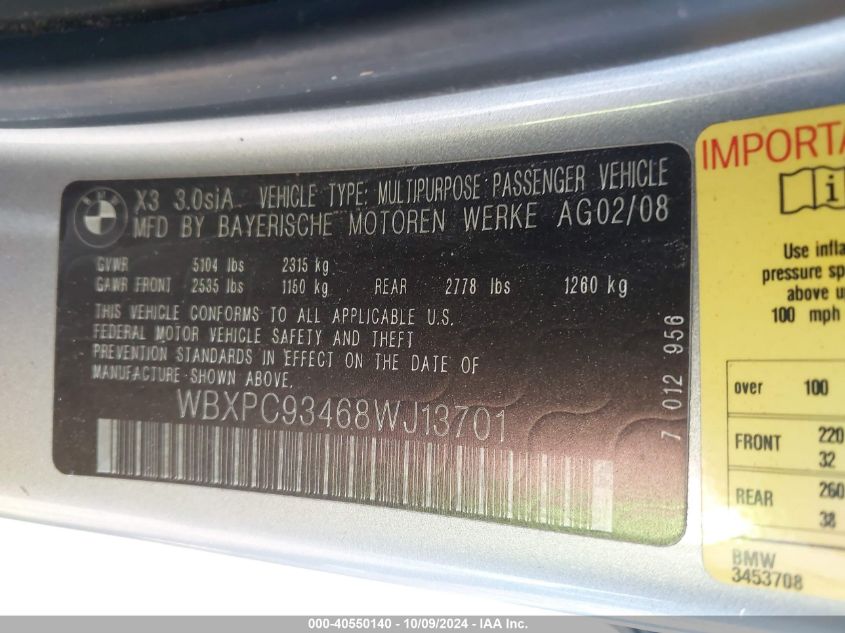 BMW
X3 3.0siA. VEHICLE TYPE: MULTIPURPOSE PASSENGER VEHICLE
MFD BY BAYERISCHE MOTOREN WERKE AG02/08
GVWR 5104 lbs 2315 kg
GAWR FRONT 2535 lbs 1150 kg REAR 2778 lbs 1260 kg
THIS VEHICLE CONFORMS TO ALL APPLICABLE U.S.
FEDERAL MOTOR VEHICLE SAFETY AND THEFT
PREVENTION STANDARDS IN EFFECT ON THE DATE OF
MANUFACTURE SHOWN ABOVE.
WBXPC93468WJ13701
7 012 956
IMPORTA
i
Use infla
pressure sp
above u
100 mph
over 100
FRONT 220
32
REAR 260
38
BMW
3453708
000-40550140 - 10/09/2024 - IAA Inc.